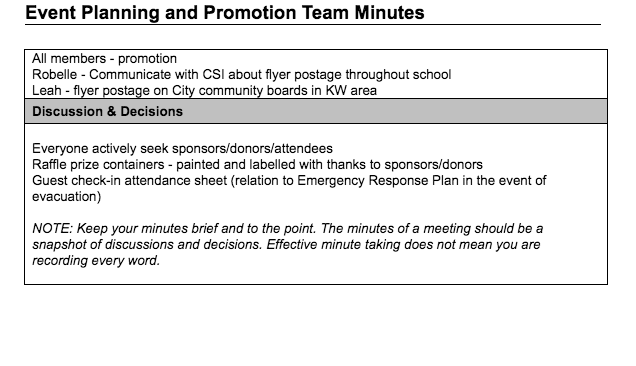 Event Planning and Promotion Team Minutes
All members - promotion
Robelle - Communicate with CSI about flyer postage throughout school
Leah - flyer postage on City community boards in KW area
Discussion & Decisions
Everyone actively seek sponsors/donors/attendees
Raffle prize containers - painted and labelled with thanks to sponsors/donors
Guest check-in attendance sheet (relation to Emergency Response Plan in the event of
evacuation)
NOTE: Keep your minutes brief and to the point. The minutes of a meeting should be a
snapshot of discussions and decisions. Effective minute taking does not mean you are
recording every word.